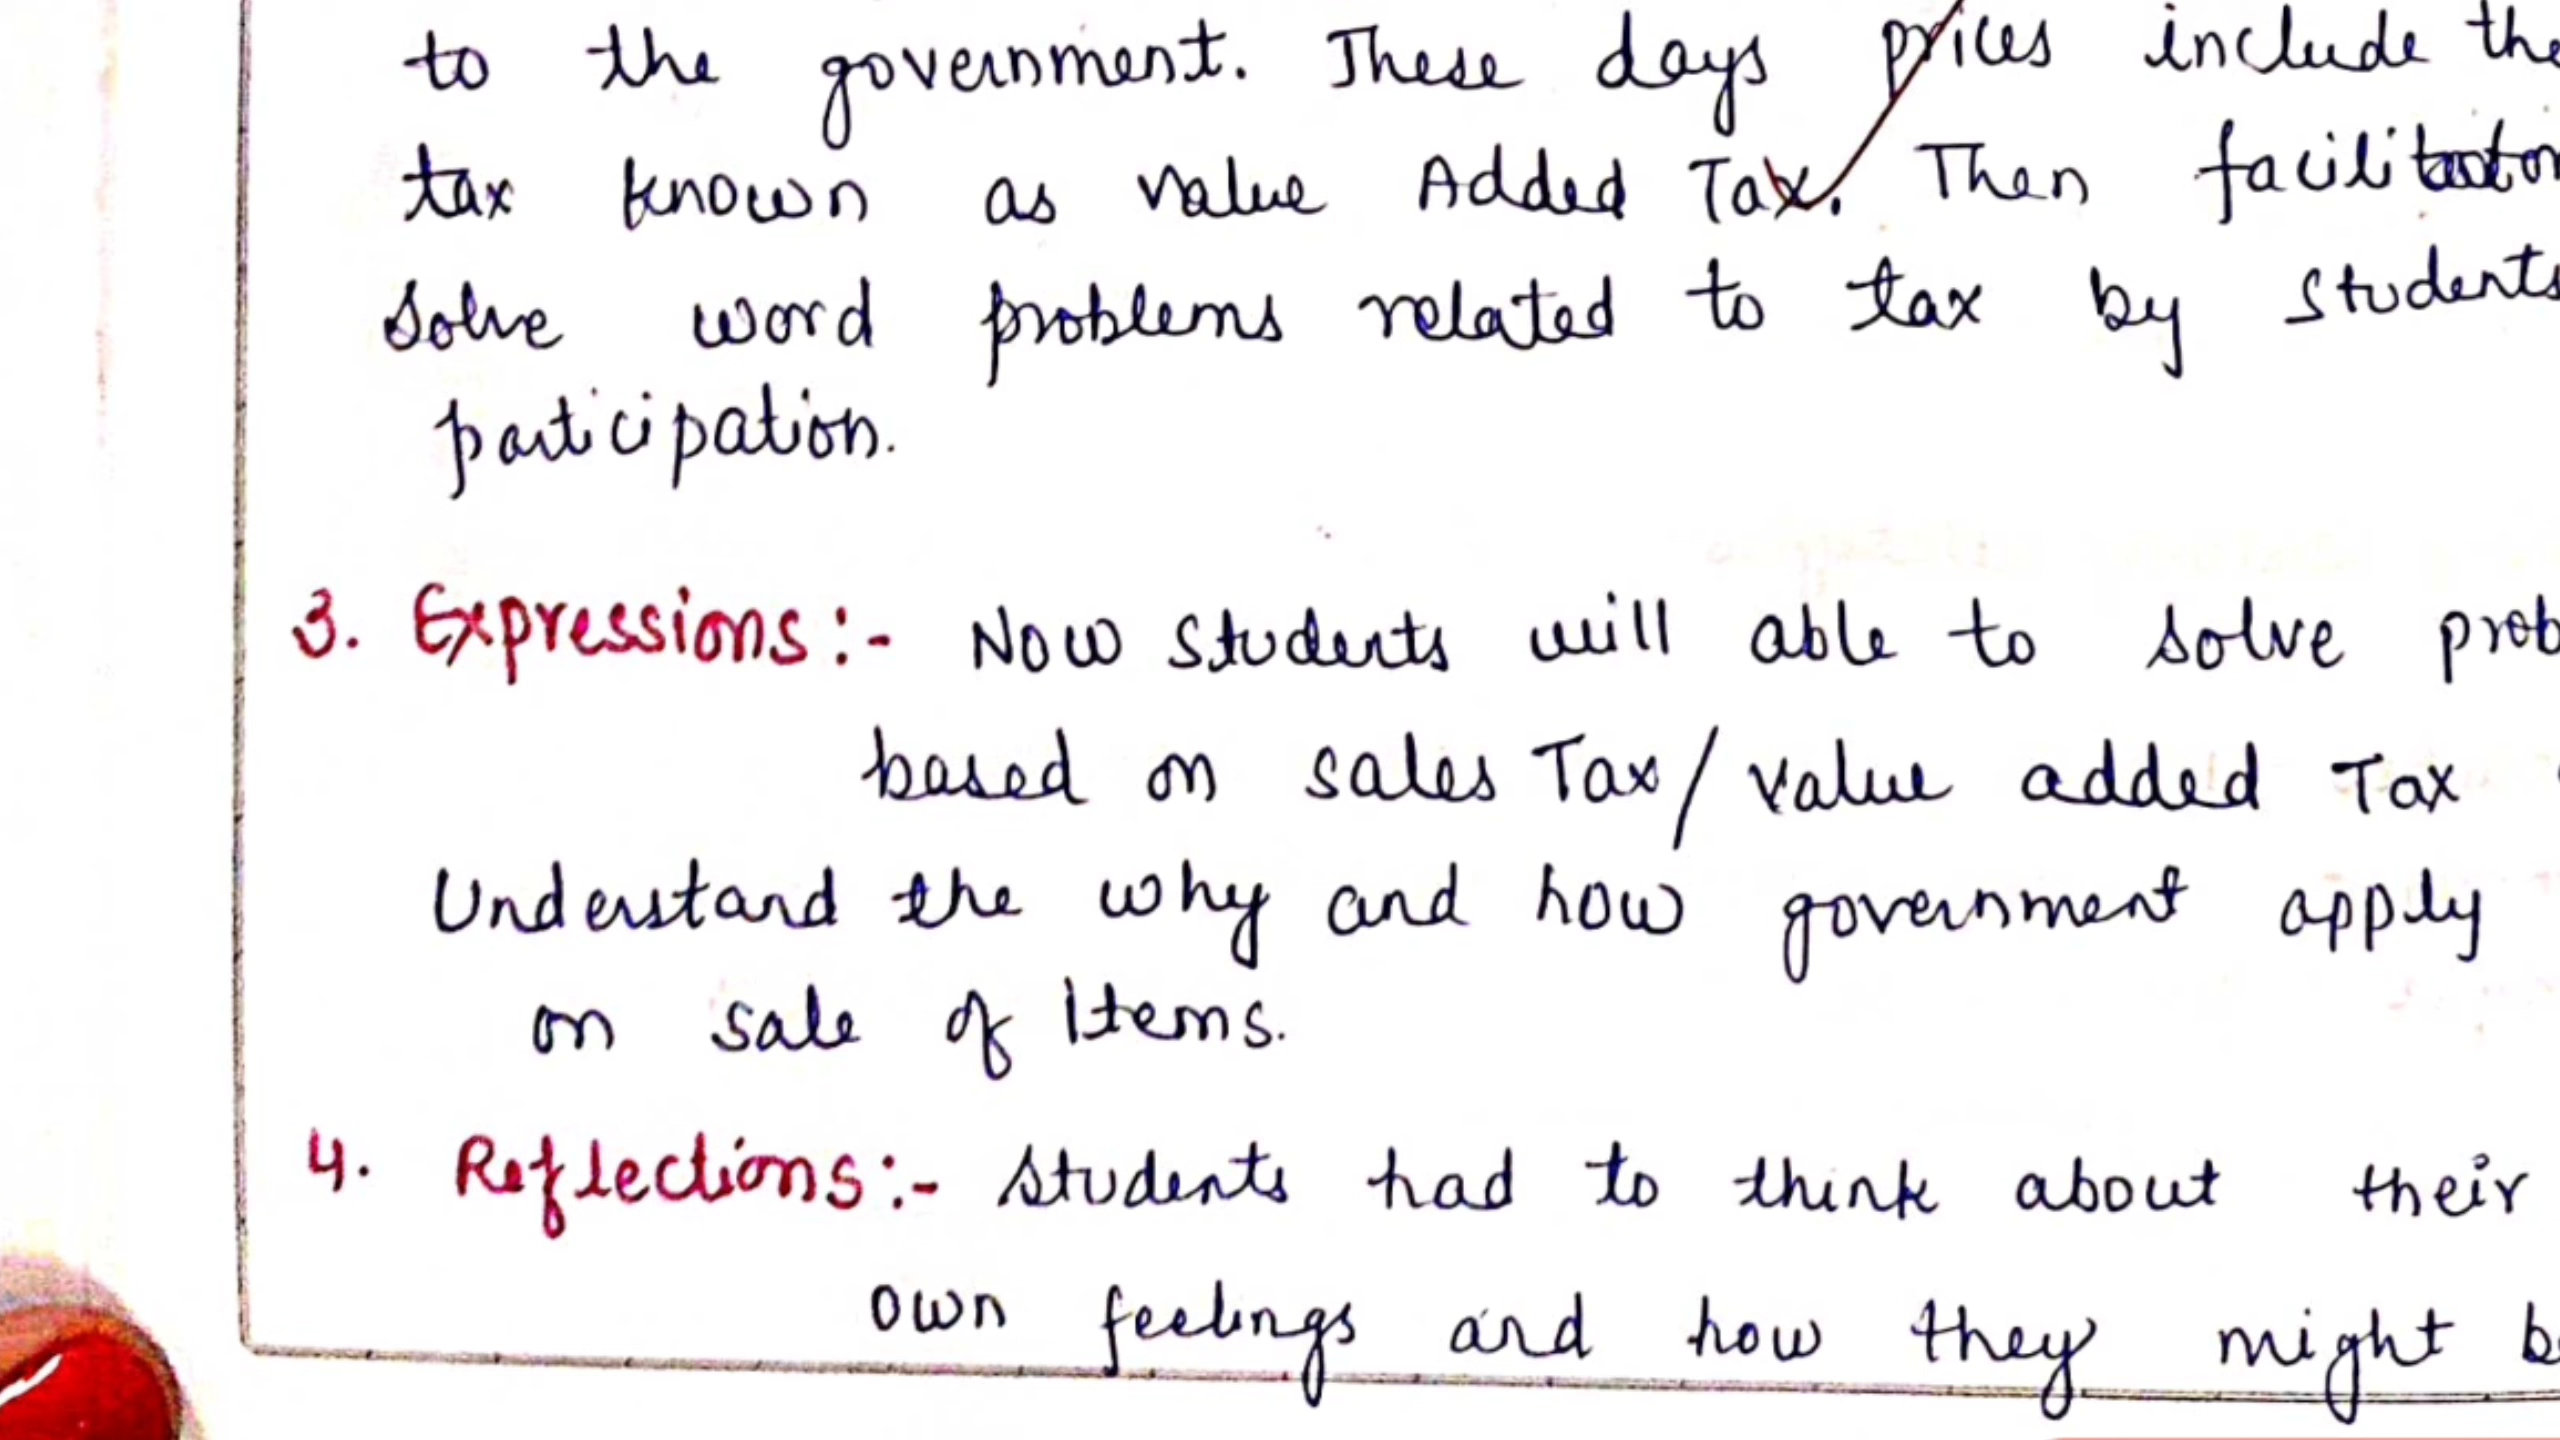 to the government. These days prices include the
tax known as Value Added Tax. Then facilitator
Solve word problems related to tax by students
participation.
3. Expressions:- Now Students will able to solve prob
based on sales Tax/ value added Tax
Understand the why and how government apply
on sale of Items.
4. Reflections:- Students had to think about their
own feelings and how they might b